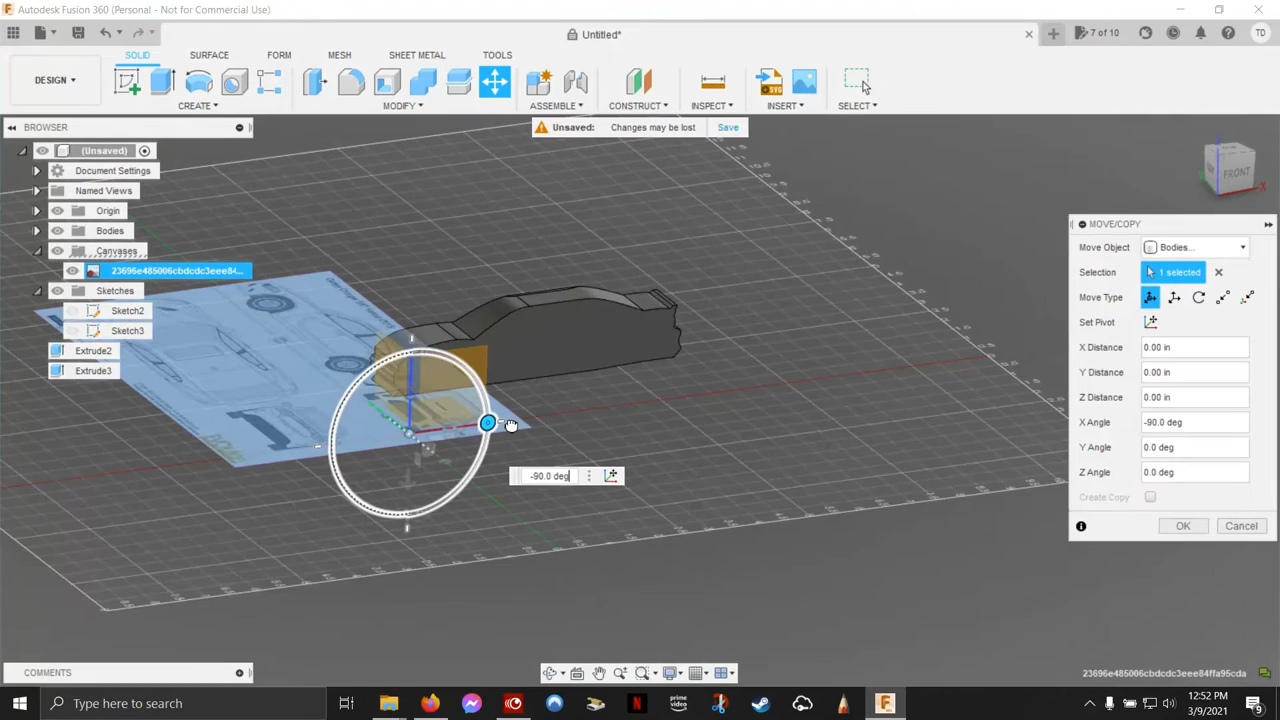 Autodesk Fusion 360 (Personal - Not for Commercial Use)
Untitled*
7 of 10
TD
DESIGN
SOLID SURFACE FORM MESH SHEET METAL TOOLS
CREATE MODIFY ASSEMBLE CONSTRUCT INSPECT INSERT SELECT
SVG
BROWSER
Unsaved: Changes may be lost Save
(Unsaved)
Document Settings
Named Views
Origin
Bodies
Canvases
23696e485006cbdcdc3eee84...
Sketches
Sketch2
Sketch3
Extrude2
Extrude3
FRONT
X
MOVE/COPY
Move Object Bodies...
Selection 1 selected
Move Type
Set Pivot
X Distance 0.00 in
Y Distance 0.00 in
Z Distance 0.00 in
X Angle -90.0 deg
Y Angle 0.0 deg
Z Angle 0.0 deg
Create Copy
OK Cancel
-90.0 deg
COMMENTS
23696e485006cbdcdc3eee84ffa95cda
Type here to search
prime video
12:52 PM
3/9/2021